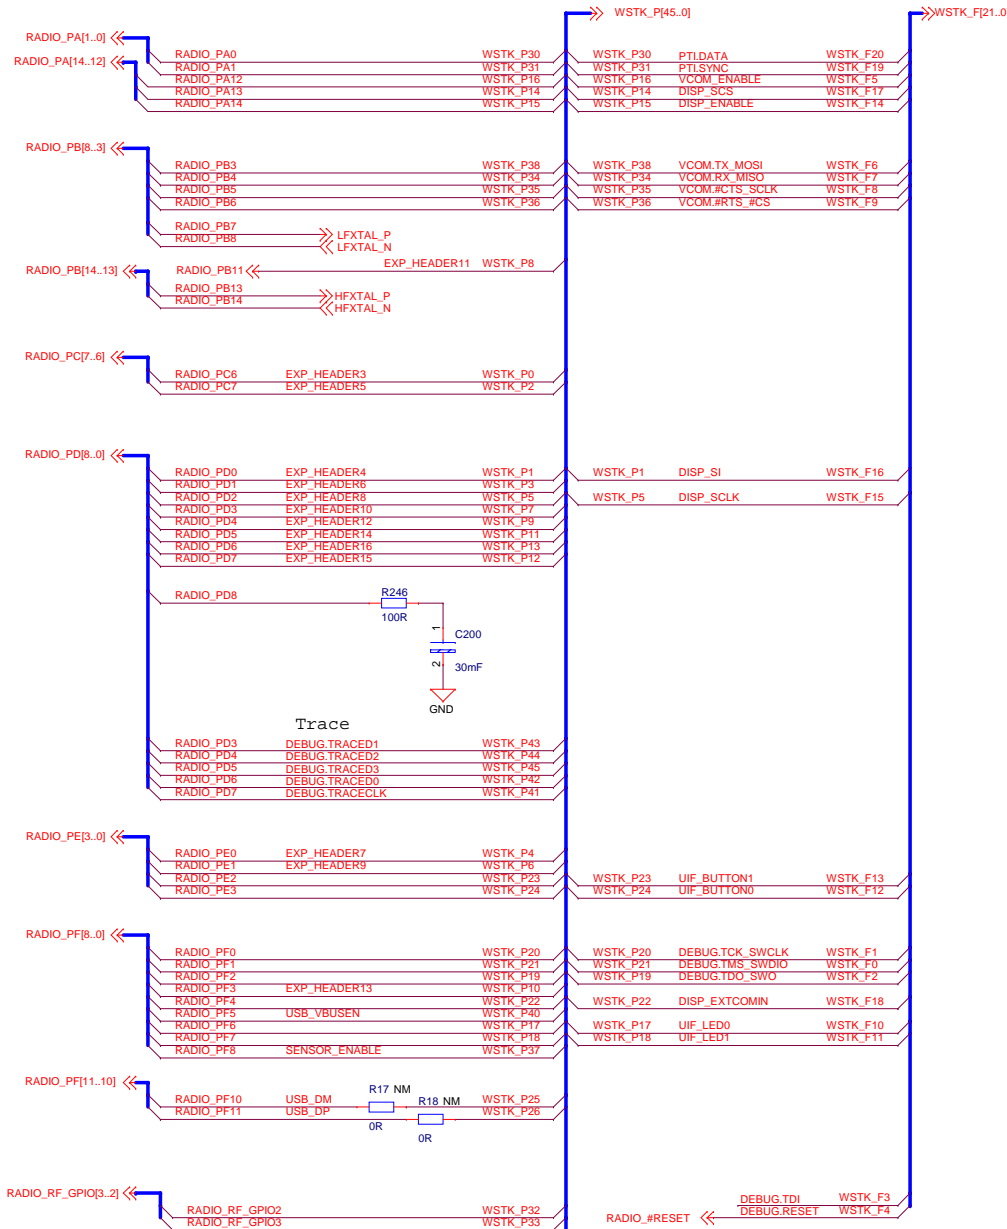 WSTK_P[45..0]
WSTK_F[21..0]
RADIO_PA[1..0]
RADIO_PA[14..12]
RADIO_PA0 WSTK_P30 WSTK_P30 PTI.DATA WSTK_F20
RADIO_PA1 WSTK_P31 WSTK_P31 PTI.SYNC WSTK_F19
RADIO_PA12 WSTK_P16 WSTK_P16 VCOM_ENABLE WSTK_F5
RADIO_PA13 WSTK_P14 WSTK_P14 DISP_SCS WSTK_F17
RADIO_PA14 WSTK_P15 WSTK_P15 DISP_ENABLE WSTK_F14
RADIO_PB[8..3]
RADIO_PB3 WSTK_P38 WSTK_P38 VCOM.TX_MOSI WSTK_F6
RADIO_PB4 WSTK_P34 WSTK_P34 VCOM.RX_MISO WSTK_F7
RADIO_PB5 WSTK_P35 WSTK_P35 VCOM.#CTS_SCLK WSTK_F8
RADIO_PB6 WSTK_P36 WSTK_P36 VCOM.#RTS_#CS WSTK_F9
RADIO_PB7 LFXTAL_P
RADIO_PB8 LFXTAL_N
RADIO_PB[14..13]
RADIO_PB11 EXP_HEADER11 WSTK_P8
RADIO_PB13 HFXTAL_P
RADIO_PB14 HFXTAL_N
RADIO_PC[7..6]
RADIO_PC6 EXP_HEADER3 WSTK_P0
RADIO_PC7 EXP_HEADER5 WSTK_P2
RADIO_PD[8..0]
RADIO_PD0 EXP_HEADER4 WSTK_P1 WSTK_P1 DISP_SI WSTK_F16
RADIO_PD1 EXP_HEADER6 WSTK_P3
RADIO_PD2 EXP_HEADER8 WSTK_P5 WSTK_P5 DISP_SCLK WSTK_F15
RADIO_PD3 EXP_HEADER10 WSTK_P7
RADIO_PD4 EXP_HEADER12 WSTK_P9
RADIO_PD5 EXP_HEADER14 WSTK_P11
RADIO_PD6 EXP_HEADER16 WSTK_P13
RADIO_PD7 EXP_HEADER15 WSTK_P12
RADIO_PD8 R246
100R
1
C200
2
30mF
GND
Trace
RADIO_PD3 DEBUG.TRACED1 WSTK_P43
RADIO_PD4 DEBUG.TRACED2 WSTK_P44
RADIO_PD5 DEBUG.TRACED3 WSTK_P45
RADIO_PD6 DEBUG.TRACED0 WSTK_P42
RADIO_PD7 DEBUG.TRACECLK WSTK_P41
RADIO_PE[3..0]
RADIO_PE0 EXP_HEADER7 WSTK_P4
RADIO_PE1 EXP_HEADER9 WSTK_P6
RADIO_PE2 WSTK_P23 WSTK_P23 UIF_BUTTON1 WSTK_F13
RADIO_PE3 WSTK_P24 WSTK_P24 UIF_BUTTON0 WSTK_F12
RADIO_PF[8..0]
RADIO_PF0 WSTK_P20 WSTK_P20 DEBUG.TCK_SWCLK WSTK_F1
RADIO_PF1 WSTK_P21 WSTK_P21 DEBUG.TMS_SWDIO WSTK_F0
RADIO_PF2 WSTK_P19 WSTK_P19 DEBUG.TDO_SWO WSTK_F2
RADIO_PF3 EXP_HEADER13 WSTK_P10
RADIO_PF4 WSTK_P22 WSTK_P22 DISP_EXTCOMIN WSTK_F18
RADIO_PF5 USB_VBUSEN WSTK_P40
RADIO_PF6 WSTK_P17 WSTK_P17 UIF_LED0 WSTK_F10
RADIO_PF7 WSTK_P18 WSTK_P18 UIF_LED1 WSTK_F11
RADIO_PF8 SENSOR_ENABLE WSTK_P37
RADIO_PF[11..10]
R17 NM
RADIO_PF10 USB_DM WSTK_P25
R18 NM
RADIO_PF11 USB_DP WSTK_P26
0R
0R
RADIO_RF_GPIO[3..2]
DEBUG.TDI WSTK_F3
RADIO_RF_GPIO2 WSTK_P32
DEBUG.RESET WSTK_F4
RADIO_RF_GPIO3 WSTK_P33
RADIO_#RESET